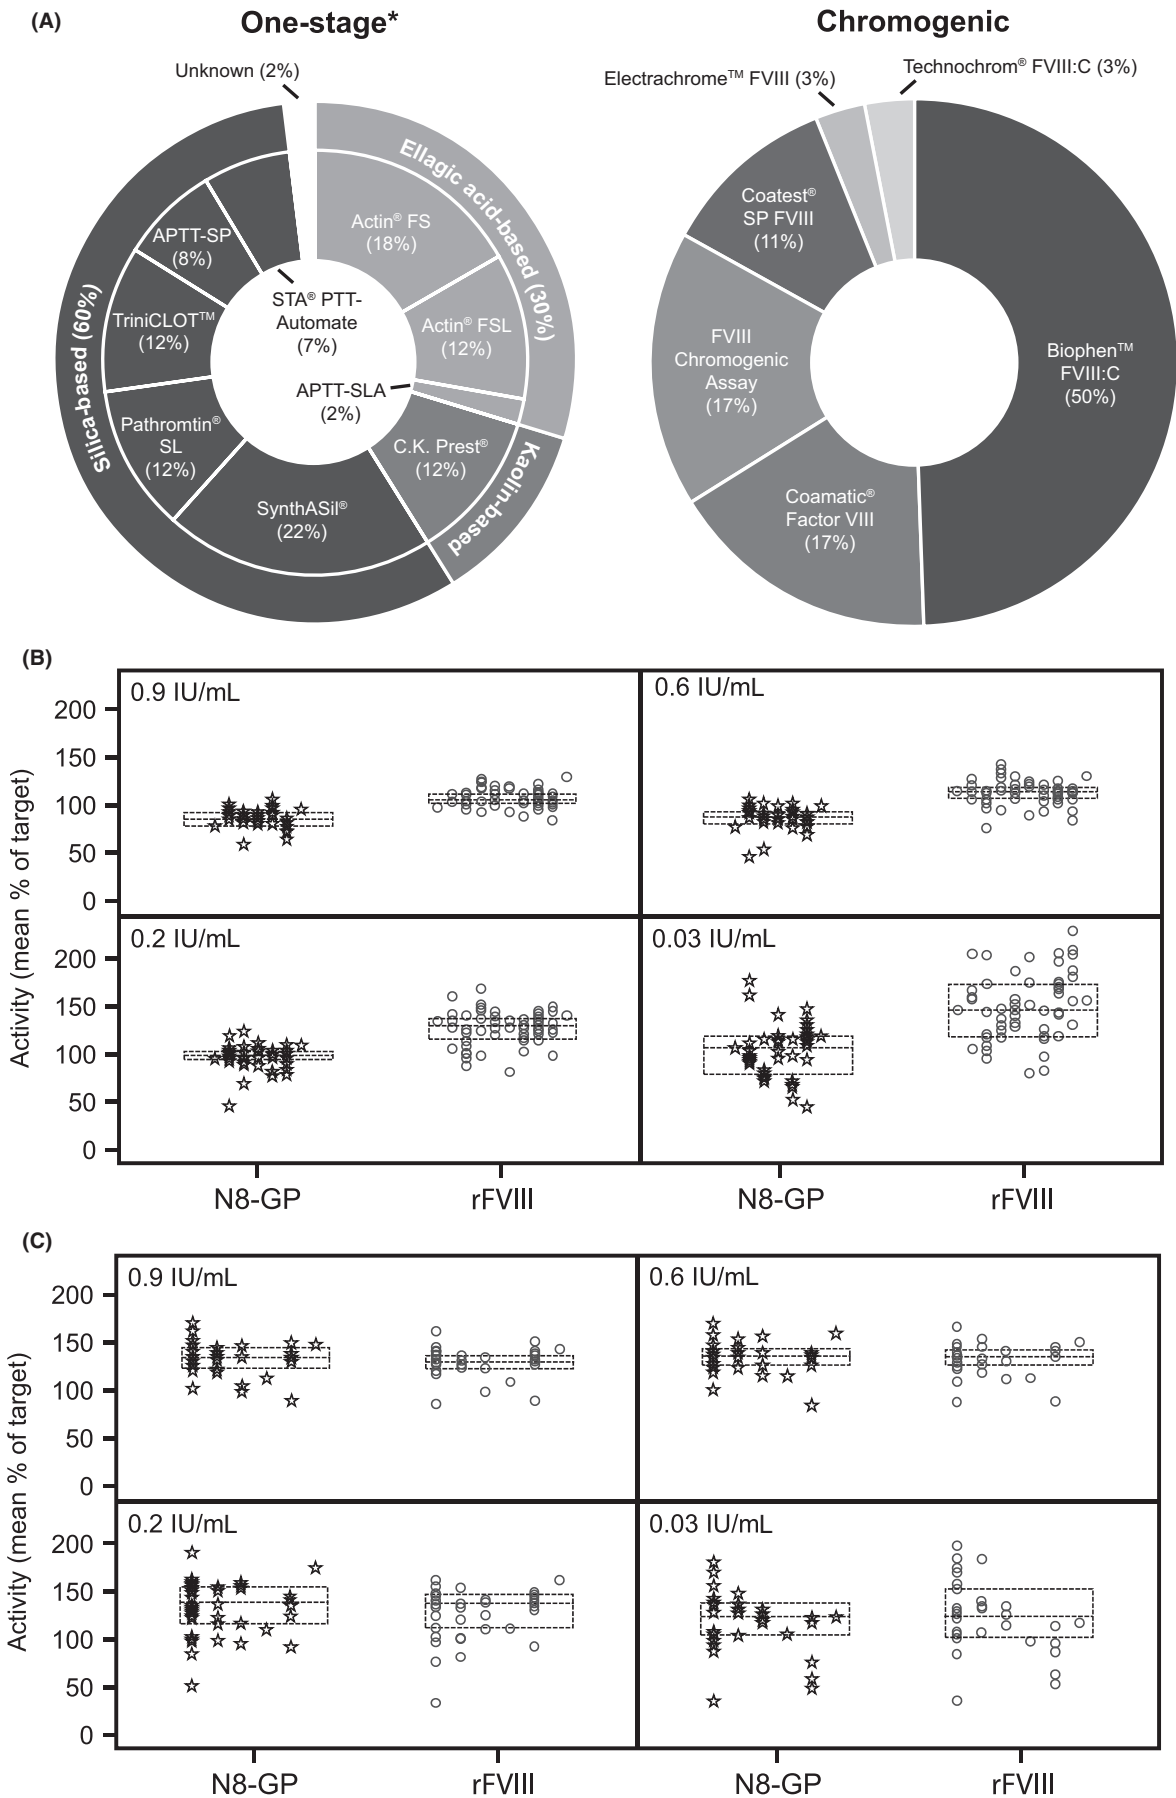 (A)
One-stage*
Chromogenic
Unknown (2%)
Electrachrome™ FVIII (3%)
Technochrom® FVIII:C (3%)
Ellagic acid-based (30%)
Silica-based (60%)
Kaolin-based
Actin® FS
(18%)
Actin® FSL
(12%)
APTT-SLA
(2%)
C.K. Prest®
(12%)
SynthASil®
(22%)
Pathromtin®
SL
(12%)
TriniCLOT™
(12%)
APTT-SP
(8%)
STA® PTT-
Automate
(7%)
Biophen™
FVIII:C
(50%)
Coamatic®
Factor VIII
(17%)
FVIII
Chromogenic
Assay
(17%)
Coatest®
SP FVIII
(11%)
(B)
Activity (mean % of target)
0.9 IU/mL
0.6 IU/mL
200
150
100
50
0
0.2 IU/mL
0.03 IU/mL
200
150
100
50
0
N8-GP
rFVIII
N8-GP
rFVIII
(C)
Activity (mean % of target)
0.9 IU/mL
0.6 IU/mL
200
150
100
50
0
0.2 IU/mL
0.03 IU/mL
200
150
100
50
0
N8-GP
rFVIII
N8-GP
rFVIII